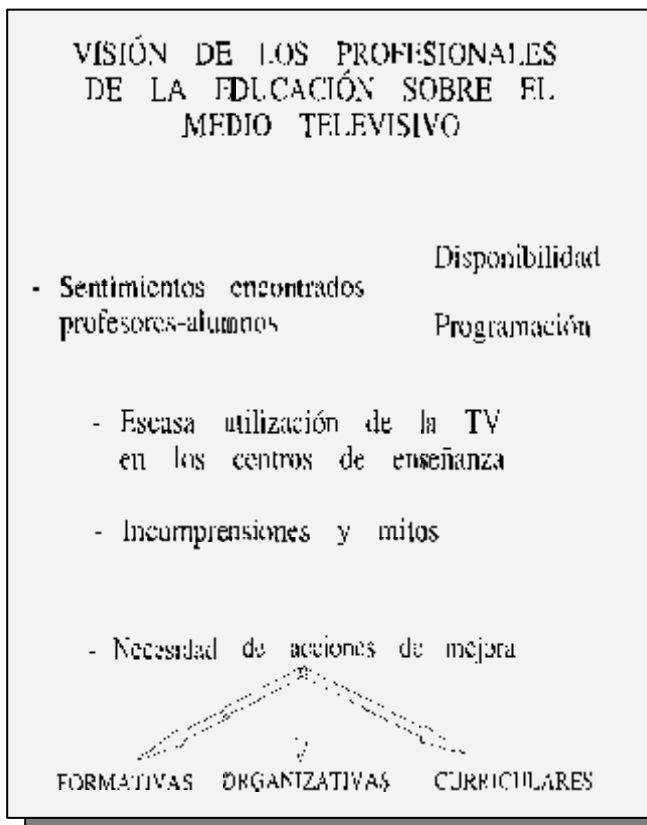 VISIÓN DE LOS PROFESIONALES
DE LA EDUCACIÓN SOBRE EL
MEDIO TELEVISIVO
Disponibilidad
- Sentimientos encontrados
profesores-alumnos
Programación
- Escasa utilización de la TV
en los centros de enseñanza
- Incomprensiones y mitos
- Necesidad de acciones de mejora
FORMATIVAS ORGANIZATIVAS CURRICULARES